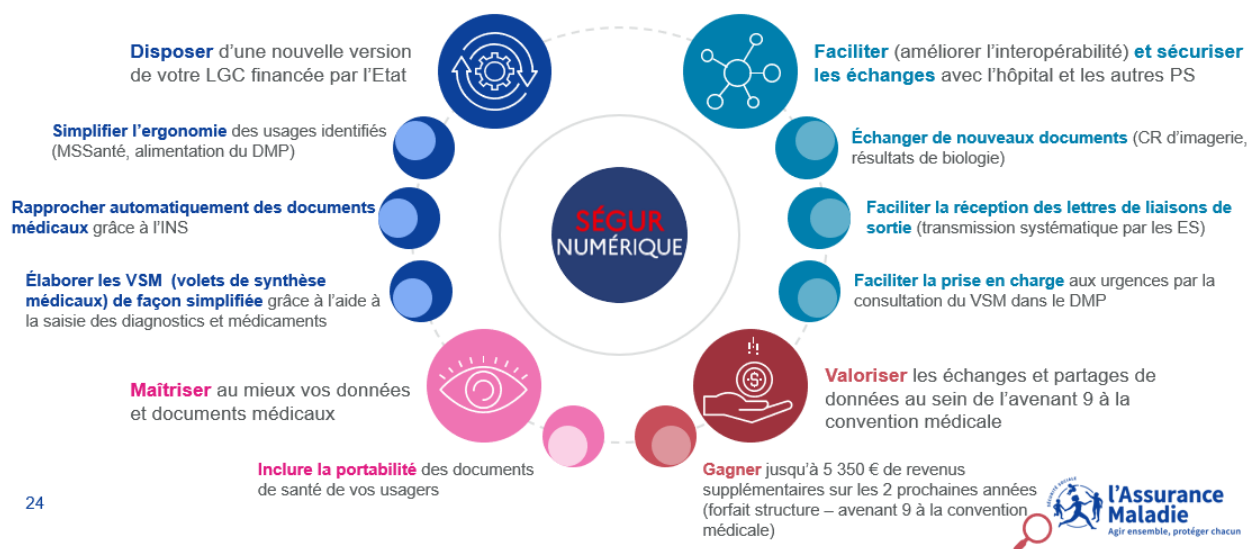 Disposer d'une nouvelle version
de votre LGC financée par l'Etat
Simplifier l'ergonomie des usages identifiés
(MSSanté, alimentation du DMP)
Rapprocher automatiquement des documents
médicaux grâce à l'INS
Élaborer les VSM (volets de synthèse
médicaux) de façon simplifiée grâce à l'aide à
la saisie des diagnostics et médicaments
Maîtriser au mieux vos données
et documents médicaux
Inclure la portabilité des documents
de santé de vos usagers
SÉGUR
NUMÉRIQUE
Faciliter (améliorer l'interopérabilité) et sécuriser
les échanges avec l'hôpital et les autres PS
Échanger de nouveaux documents (CR d'imagerie,
résultats de biologie)
Faciliter la réception des lettres de liaisons de
sortie (transmission systématique par les ES)
Faciliter la prise en charge aux urgences par la
consultation du VSM dans le DMP
$
Valoriser les échanges et partages de
données au sein de l'avenant 9 à la
convention médicale
Gagner jusqu'à 5 350 € de revenus
supplémentaires sur les 2 prochaines années
(forfait structure – avenant 9 à la convention
médicale)
24
SÉCURITÉ SOCIALE
l'Assurance
Maladie
Agir ensemble, protéger chacun